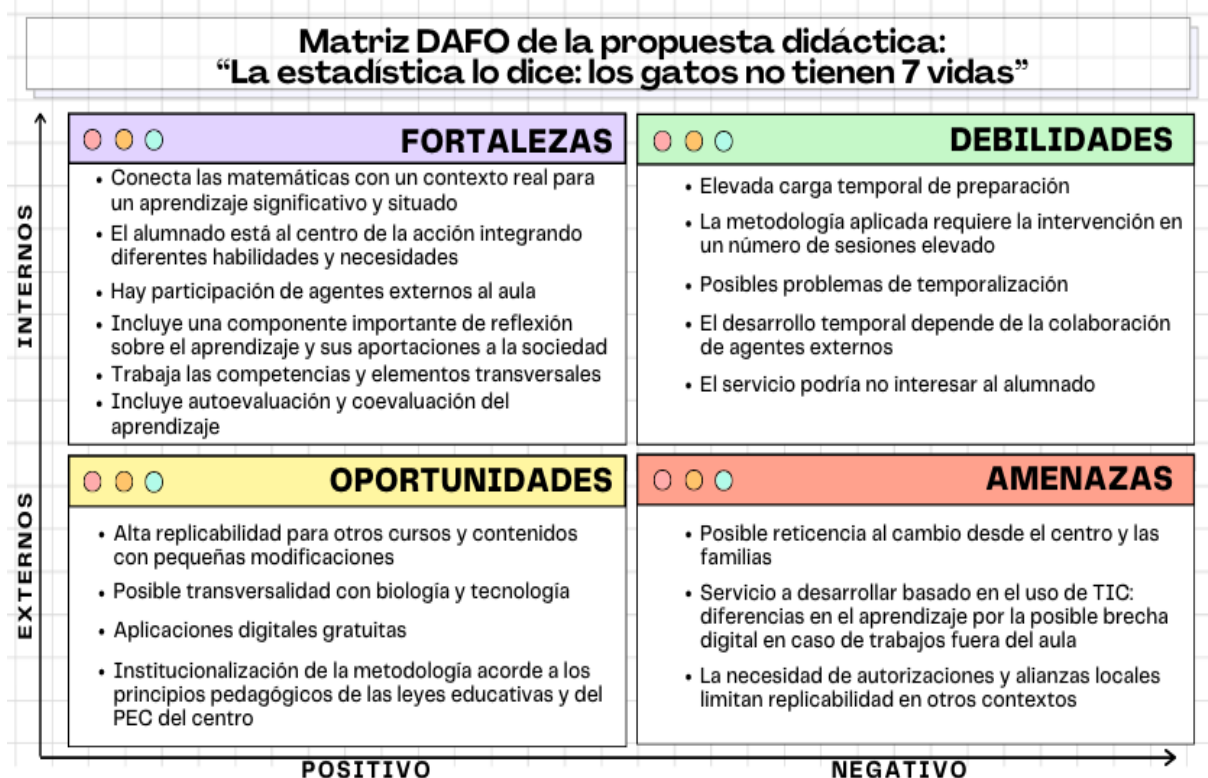 Matriz DAFO de la propuesta didáctica:
“La estadística lo dice: los gatos no tienen 7 vidas”
INTERNOS
FORTALEZAS
• Conecta las matemáticas con un contexto real para
un aprendizaje significativo y situado
• El alumnado está al centro de la acción integrando
diferentes habilidades y necesidades
• Hay participación de agentes externos al aula
• Incluye una componente importante de reflexión
sobre el aprendizaje y sus aportaciones a la sociedad
• Trabaja las competencias y elementos transversales
• Incluye autoevaluación y coevaluación del
aprendizaje
DEBILIDADES
• Elevada carga temporal de preparación
• La metodología aplicada requiere la intervención en
un número de sesiones elevado
• Posibles problemas de temporalización
• El desarrollo temporal depende de la colaboración
de agentes externos
• El servicio podría no interesar al alumnado
EXTERNOS
OPORTUNIDADES
• Alta replicabilidad para otros cursos y contenidos
con pequeñas modificaciones
• Posible transversalidad con biología y tecnología
• Aplicaciones digitales gratuitas
• Institucionalización de la metodología acorde a los
principios pedagógicos de las leyes educativas y del
PEC del centro
AMENAZAS
• Posible reticencia al cambio desde el centro y las
familias
• Servicio a desarrollar basado en el uso de TIC:
diferencias en el aprendizaje por la posible brecha
digital en caso de trabajos fuera del aula
• La necesidad de autorizaciones y alianzas locales
limitan replicabilidad en otros contextos
POSITIVO
NEGATIVO